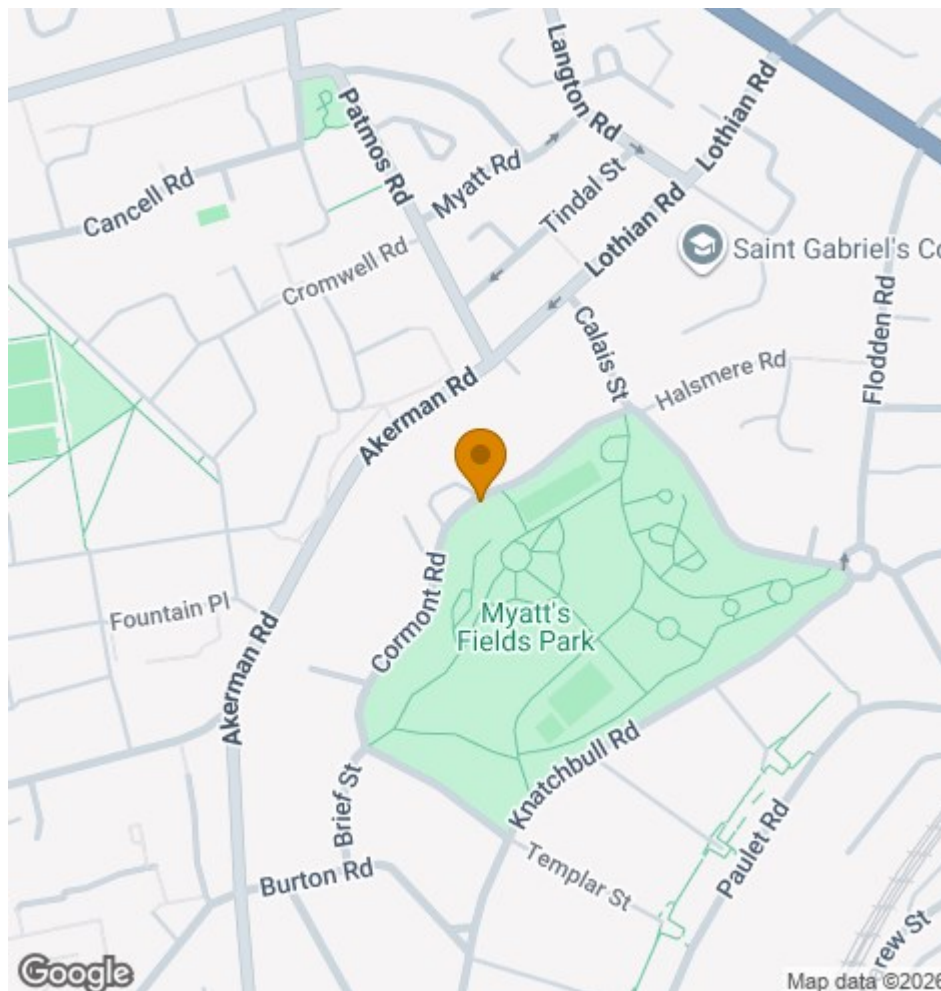 Langton Rd
Lothian Rd
Patmos Rd
Myatt Rd
Tindal St
Cancell Rd
Lothian Rd
Saint Gabriel's Co
Cromwell Rd
Calais St
Flodden Rd
Halsmere Rd
Akerman Rd
Cormont Rd
Fountain Pl
Myatt's
Fields Park
Akerman Rd
Knatchbull Rd
Brief St
Paulet Rd
Burton Rd
Templar St
rew St
Google
Map data ©2026